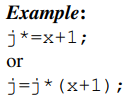 Example:
j*=x+1;
or
j=j*(x+1);